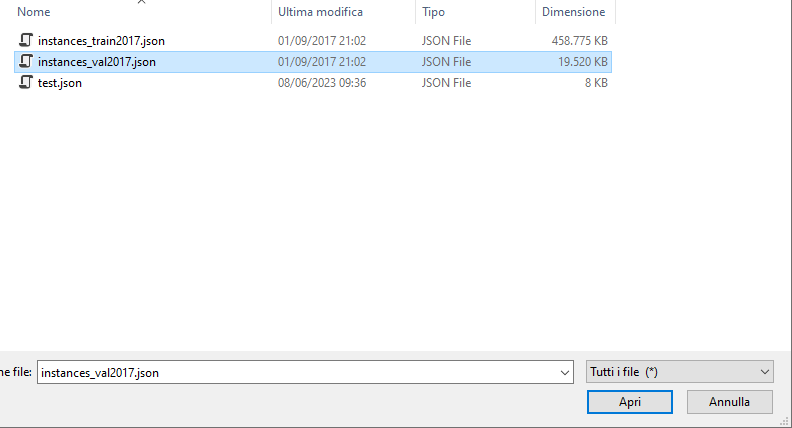 Nome Ultima modifica Tipo Dimensione
instances_train2017.json 01/09/2017 21:02 JSON File 458.775 KB
instances_val2017.json 01/09/2017 21:02 JSON File 19.520 KB
test.json 08/06/2023 09:36 JSON File 8 KB
ne file: instances_val2017.json Tutti i file (*)
Apri Annulla